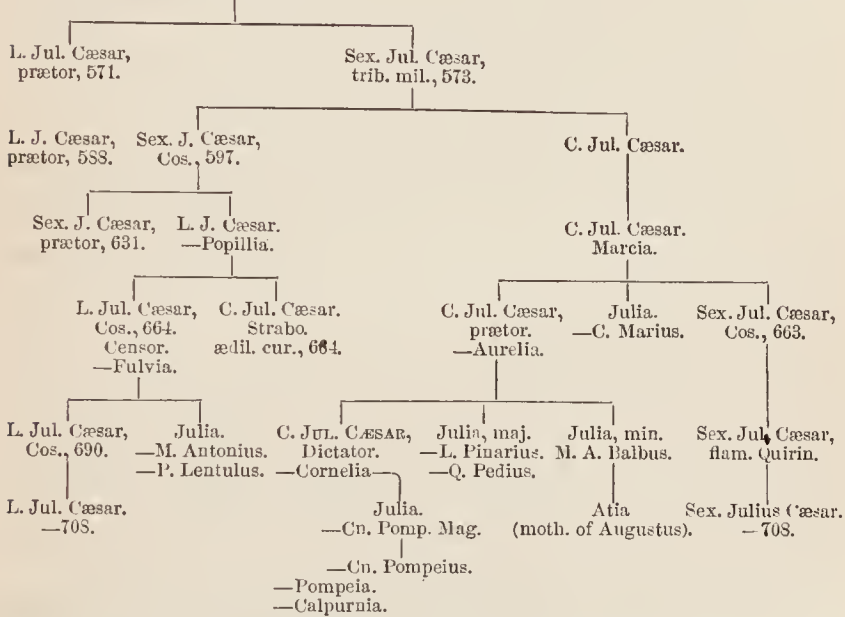 L. Jul. Cæsar,
prætor, 571.
Sex. Jul. Cæsar,
trib. mil., 573.
L. J. Cæsar,
prætor, 588.
Sex. J. Cæsar,
Cos., 597.
C. Jul. Cæsar.
Sex. J. Cæsar,
prætor, 631.
L. J. Cæsar.
—Popillia.
C. Jul. Cæsar.
Marcia.
L. Jul. Cæsar,
Cos., 664.
Censor.
—Fulvia.
C. Jul. Cæsar.
Strabo.
ædil. cur., 664.
C. Jul. Cæsar,
prætor.
—Aurelia.
Julia.
—C. Marius.
Sex. Jul. Cæsar,
Cos., 663.
L. Jul. Cæsar,
Cos., 690.
Julia.
—M. Antonius.
—P. Lentulus.
C. JUL. CÆSAR,
Dictator.
—Cornelia
Julia, maj.
—L. Pinarius.
—Q. Pedius.
Julia, min.
M. A. Balbus.
Sex. Jul. Cæsar,
flam. Quirin.
L. Jul. Cæsar.
—708.
Julia.
—Cn. Pomp. Mag.
Atia
(moth. of Augustus).
Sex. Julius Cæsar.
—708.
—Cn. Pompeius.
—Pompeia.
—Calpurnia.